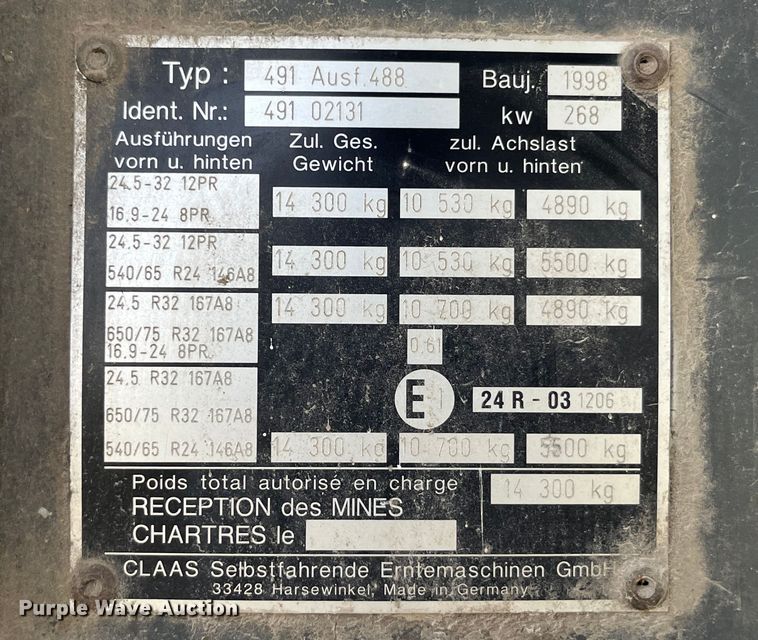 Typ : 491 Ausf.488 Bauj. 1998
Ident. Nr.: 491 02131 kw 268
Ausführungen vorn u. hinten
Zul. Ges. Gewicht
zul. Achslast vorn u. hinten
24.5-32 12PR
16.9-24 8PR 14 300 kg 10 530 kg 4890 kg
24.5-32 12PR
540/65 R24 146A8 14 300 kg 10 530 kg 5500 kg
24.5 R32 167A8 14 300 kg 10 700 kg 4890 kg
650/75 R32 167A8
16.9-24 8PR 0,61
24.5 R32 167A8 E1 24 R - 03 1206
650/75 R32 167A8
540/65 R24 146A8 14 300 kg 10 700 kg 5500 kg
Poids total autorisé en charge 14 300 kg
RECEPTION des MINES
CHARTRES le
CLAAS Selbstfahrende Erntemaschinen GmbH
33428 Harsewinkel, Made in Germany.
Purple Wave Auction